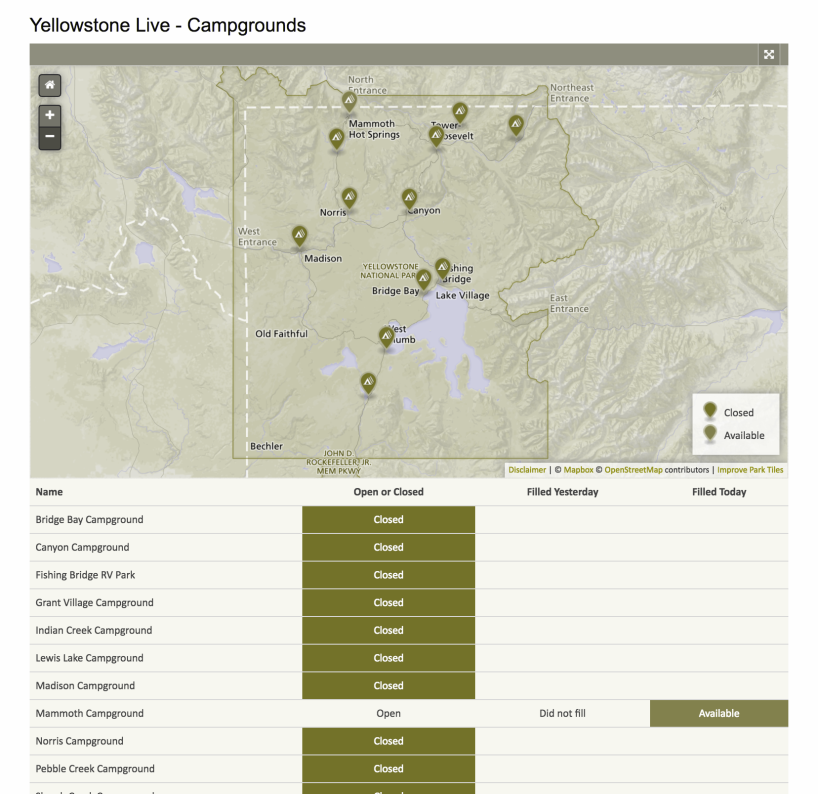 Yellowstone Live - Campgrounds
North
Entrance
Northeast
Entrance
Mammoth
Hot Springs
Tower-
Norris
Canyon
West
Entrance
Madison
YELLOWSTONE
NATIONAL PARK
Fishing
Bridge
Bridge Bay
Lake Village
East
Entrance
Old Faithful
West
Thumb
Bechler
JOHN D.
ROCKEFELLER, JR.
MEM PKWY
Closed
Available
Disclaimer | © Mapbox © OpenStreetMap contributors | Improve Park Tiles
Name Open or Closed Filled Yesterday Filled Today
Bridge Bay Campground Closed
Canyon Campground Closed
Fishing Bridge RV Park Closed
Grant Village Campground Closed
Indian Creek Campground Closed
Lewis Lake Campground Closed
Madison Campground Closed
Mammoth Campground Open Did not fill Available
Norris Campground Closed
Pebble Creek Campground Closed